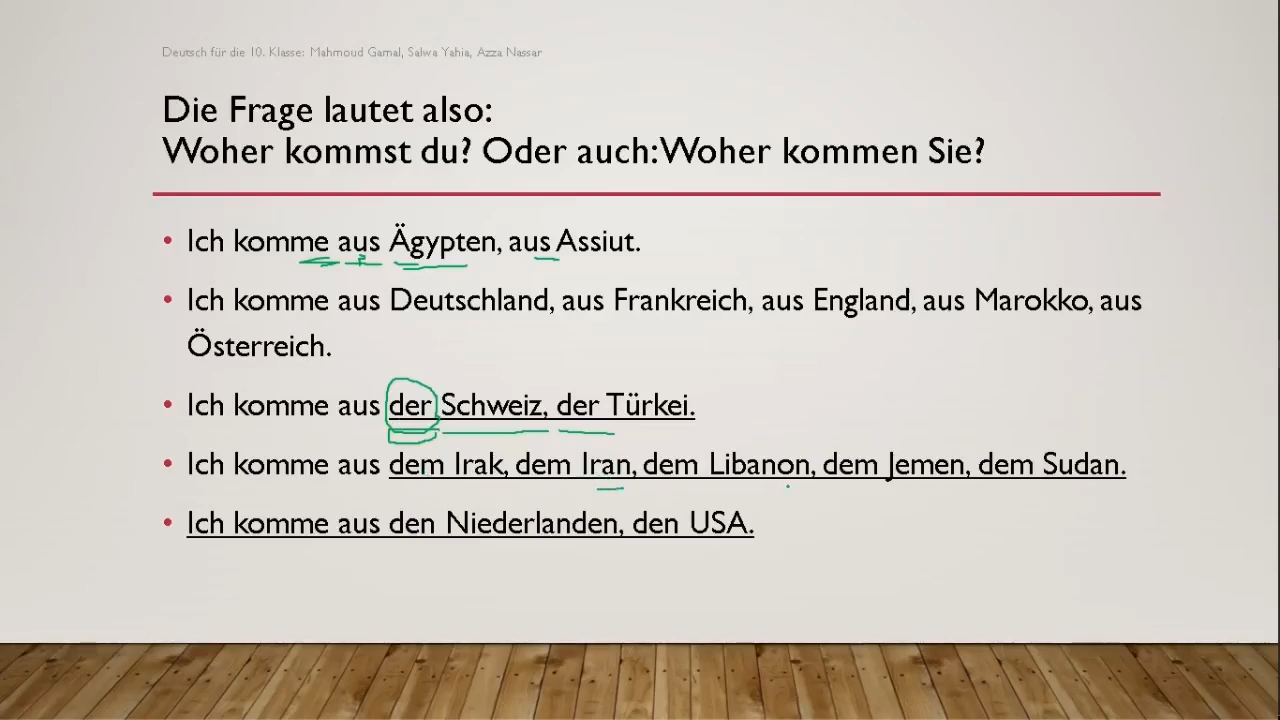 Deutsch für die 10. Klasse: Mahmoud Gamal, Salwa Yahia, Azza Nassar
Die Frage lautet also:
Woher kommst du? Oder auch: Woher kommen Sie?
• Ich komme aus Ägypten, aus Assiut.
• Ich komme aus Deutschland, aus Frankreich, aus England, aus Marokko, aus
Österreich.
• Ich komme aus der Schweiz, der Türkei.
• Ich komme aus dem Irak, dem Iran, dem Libanon, dem Jemen, dem Sudan.
• Ich komme aus den Niederlanden, den USA.